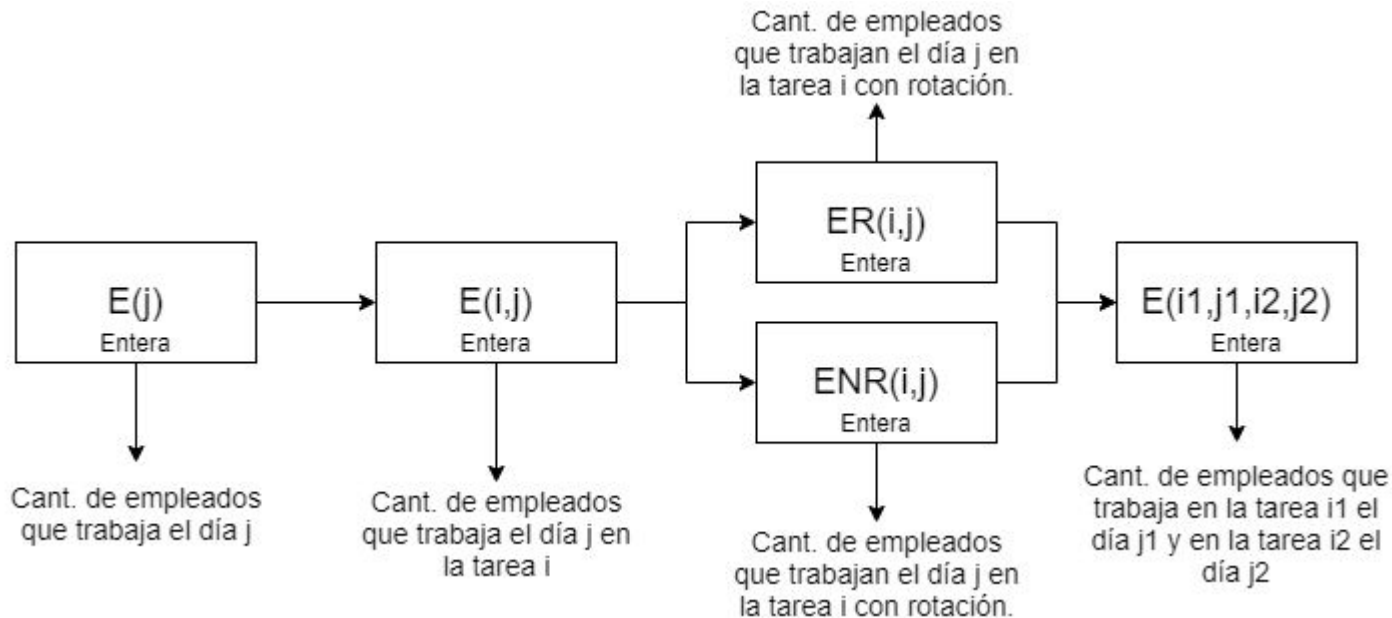 Cant. de empleados
que trabajan el día j en
la tarea i con rotación.
E(j)
Entera
E(i,j)
Entera
ER(i,j)
Entera
ENR(i,j)
Entera
E(i1,j1,i2,j2)
Entera
Cant. de empleados
que trabaja el día j
Cant. de empleados
que trabaja el día j en
la tarea i
Cant. de empleados
que trabajan el día j en
la tarea i con rotación.
Cant. de empleados que
trabaja en la tarea i1 el
día j1 y en la tarea i2 el
día j2